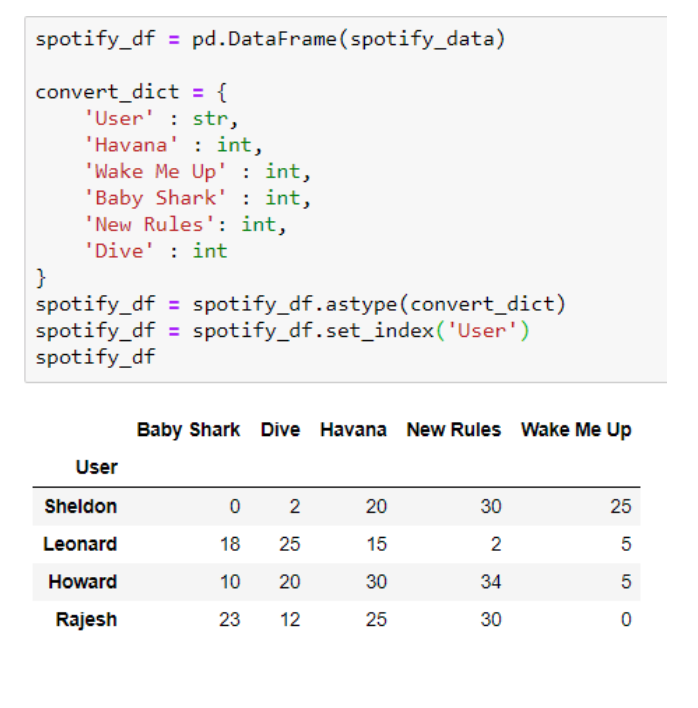 spotify_df = pd.DataFrame(spotify_data)
convert_dict = {
'User' : str,
'Havana' : int,
'Wake Me Up' : int,
'Baby Shark' : int,
'New Rules': int,
'Dive' : int
}
spotify_df = spotify_df.astype(convert_dict)
spotify_df = spotify_df.set_index('User')
spotify_df
Baby Shark Dive Havana New Rules Wake Me Up
User
Sheldon 0 2 20 30 25
Leonard 18 25 15 2 5
Howard 10 20 30 34 5
Rajesh 23 12 25 30 0